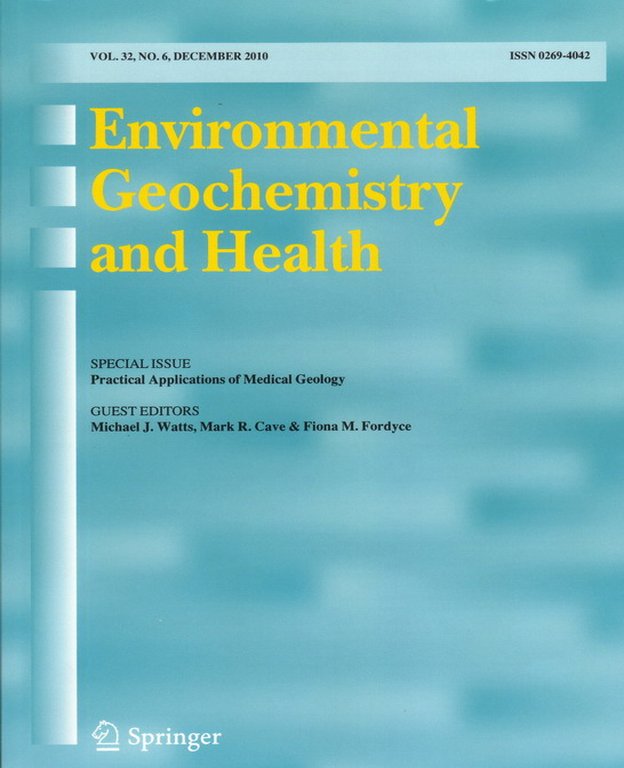 VOL. 32, NO. 6, DECEMBER 2010
ISSN 0269-4042
Environmental
Geochemistry
and Health
SPECIAL ISSUE
Practical Applications of Medical Geology
GUEST EDITORS
Michael J. Watts, Mark R. Cave & Fiona M. Fordyce
Springer